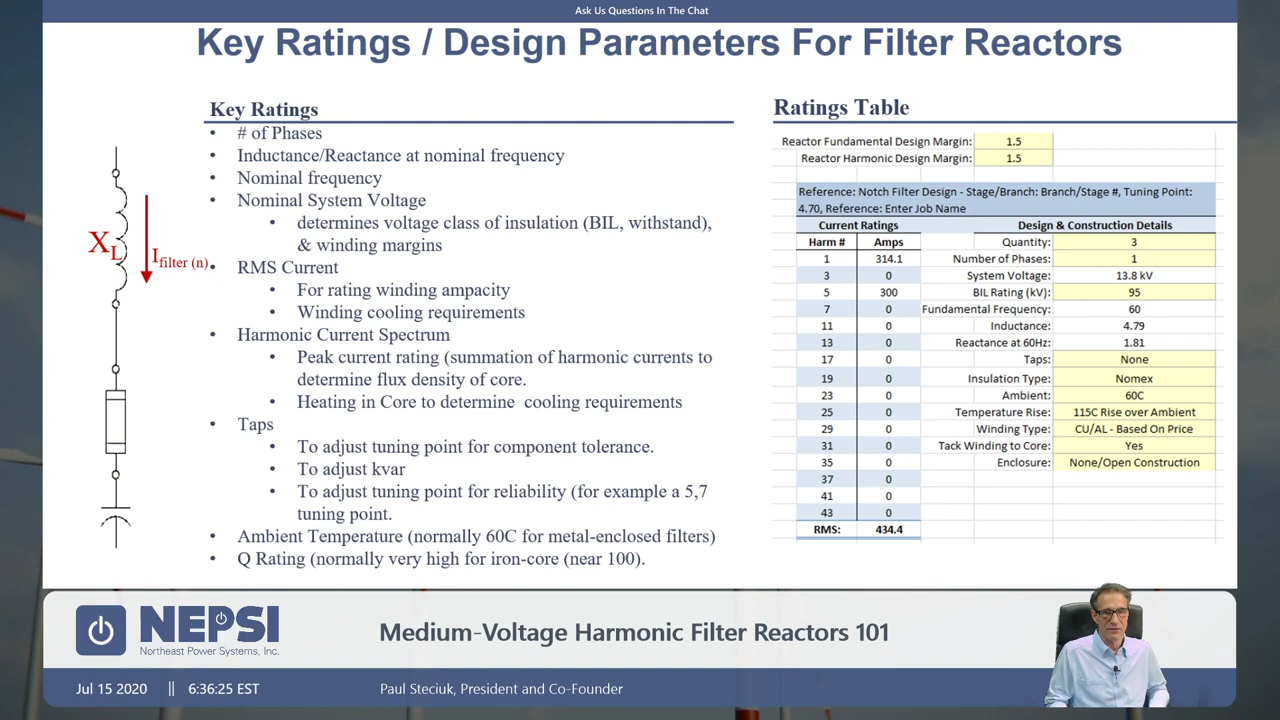 Ask Us Questions In The Chat
Key Ratings / Design Parameters For Filter Reactors
Key Ratings
• # of Phases
• Inductance/Reactance at nominal frequency
• Nominal frequency
• Nominal System Voltage
• determines voltage class of insulation (BIL, withstand),
& winding margins
• RMS Current
• For rating winding ampacity
• Winding cooling requirements
• Harmonic Current Spectrum
• Peak current rating (summation of harmonic currents to
determine flux density of core.
• Heating in Core to determine cooling requirements
• Taps
• To adjust tuning point for component tolerance.
• To adjust kvar
• To adjust tuning point for reliability (for example a 5,7
tuning point.
• Ambient Temperature (normally 60C for metal-enclosed filters)
• Q Rating (normally very high for iron-core (near 100).
XL
Ifilter (n)
Ratings Table
Reactor Fundamental Design Margin: 1.5
Reactor Harmonic Design Margin: 1.5
Reference: Notch Filter Design - Stage/Branch: Branch/Stage #, Tuning Point:
4.70, Reference: Enter Job Name
Current Ratings Design & Construction Details
Harm # Amps Quantity: 3
1 314.1 Number of Phases: 1
3 0 System Voltage: 13.8 kV
5 300 BIL Rating (kV): 95
7 0 Fundamental Frequency: 60
11 0 Inductance: 4.79
13 0 Reactance at 60Hz: 1.81
17 0 Taps: None
19 0 Insulation Type: Nomex
23 0 Ambient: 60C
25 0 Temperature Rise: 115C Rise over Ambient
29 0 Winding Type: CU/AL - Based On Price
31 0 Tack Winding to Core: Yes
35 0 Enclosure: None/Open Construction
37 0
41 0
43 0
RMS: 434.4
NEPSI
Northeast Power Systems, Inc.
Medium-Voltage Harmonic Filter Reactors 101
Jul 15 2020 || 6:36:25 EST
Paul Steciuk, President and Co-Founder